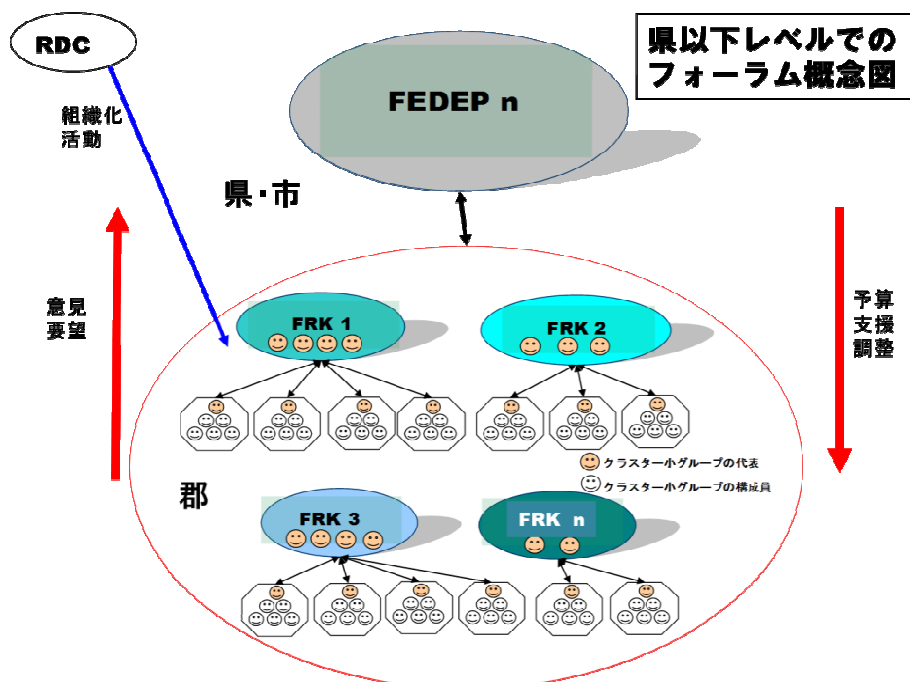 RDC
県以下レベルでの
フォーラム概念図
FEDEP n
組織化
活動
県・市
意見
要望
予算
支援
調整
FRK 1
FRK 2
クラスター小グループの代表
クラスター小グループの構成員
郡
FRK 3
FRK n